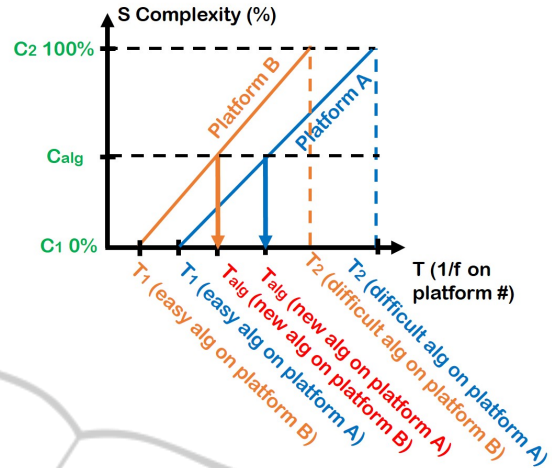 S Complexity (%)
C2 100%
Platform B
Platform A
Calg
C1 0%
T (1/f on
platform #)
T1 (easy alg on platform B)
T1 (easy alg on platform A)
Talg (new alg on platform B)
Talg (new alg on platform A)
T2 (difficult alg on platform B)
T2 (difficult alg on platform A)